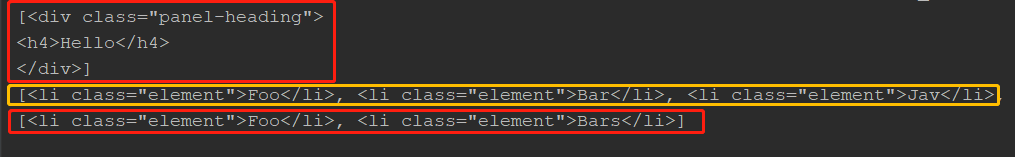 [<div class="panel-heading">
<h4>Hello</h4>
</div>]
[<li class="element">Foo</li>, <li class="element">Bar</li>, <li class="element">Jav</li>,
[<li class="element">Foo</li>, <li class="element">Bars</li>]